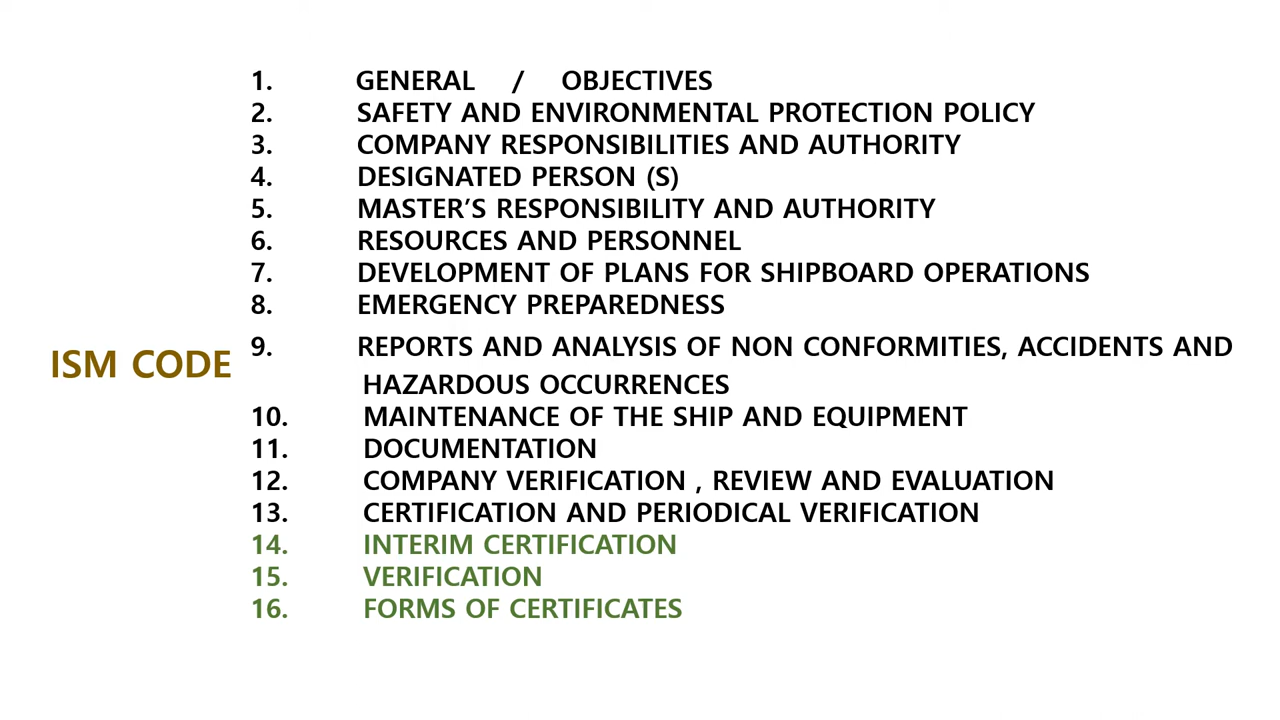 1. GENERAL / OBJECTIVES
2. SAFETY AND ENVIRONMENTAL PROTECTION POLICY
3. COMPANY RESPONSIBILITIES AND AUTHORITY
4. DESIGNATED PERSON (S)
5. MASTER’S RESPONSIBILITY AND AUTHORITY
6. RESOURCES AND PERSONNEL
7. DEVELOPMENT OF PLANS FOR SHIPBOARD OPERATIONS
8. EMERGENCY PREPAREDNESS
ISM CODE
9. REPORTS AND ANALYSIS OF NON CONFORMITIES, ACCIDENTS AND
HAZARDOUS OCCURRENCES
10. MAINTENANCE OF THE SHIP AND EQUIPMENT
11. DOCUMENTATION
12. COMPANY VERIFICATION , REVIEW AND EVALUATION
13. CERTIFICATION AND PERIODICAL VERIFICATION
14. INTERIM CERTIFICATION
15. VERIFICATION
16. FORMS OF CERTIFICATES